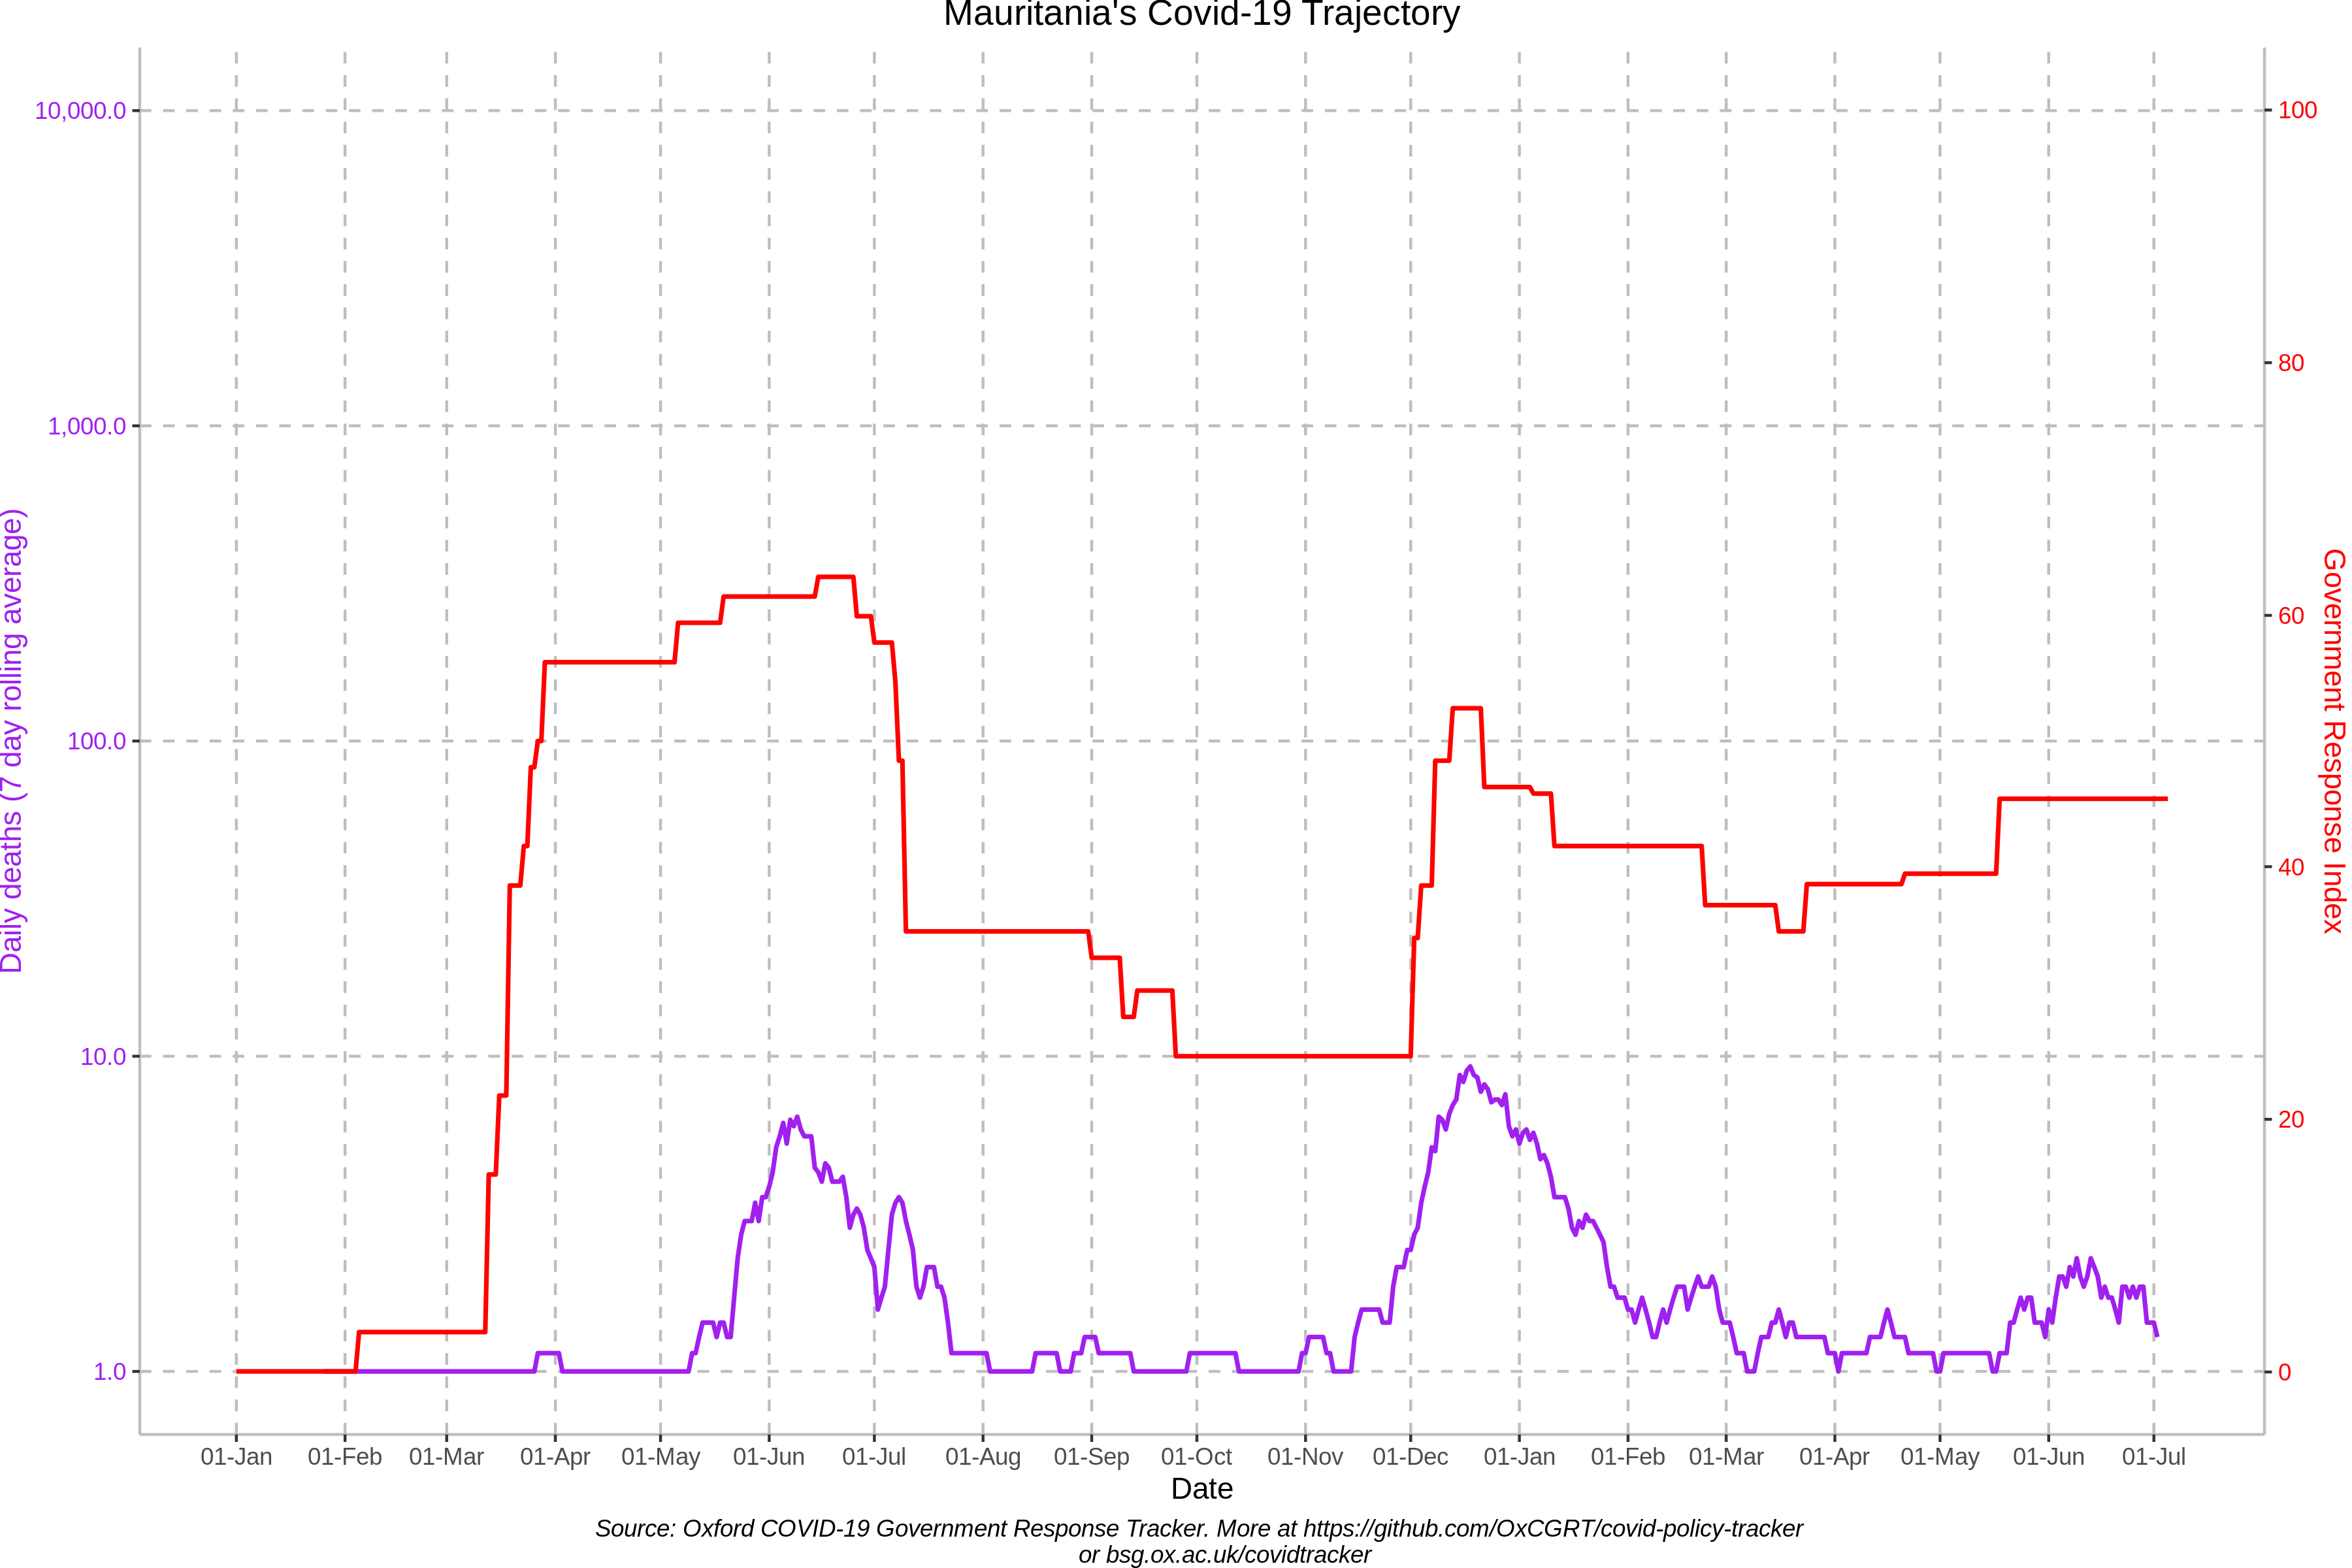 Mauritania's Covid-19 Trajectory
10,000.0
1,000.0
100.0
10.0
1.0
Daily deaths (7 day rolling average)
100
80
60
40
20
0
Government Response Index
01-Jan 01-Feb 01-Mar 01-Apr 01-May 01-Jun 01-Jul 01-Aug 01-Sep 01-Oct 01-Nov 01-Dec 01-Jan 01-Feb 01-Mar 01-Apr 01-May 01-Jun 01-Jul
Date
Source: Oxford COVID-19 Government Response Tracker. More at https://github.com/OxCGRT/covid-policy-tracker
or bsg.ox.ac.uk/covidtracker